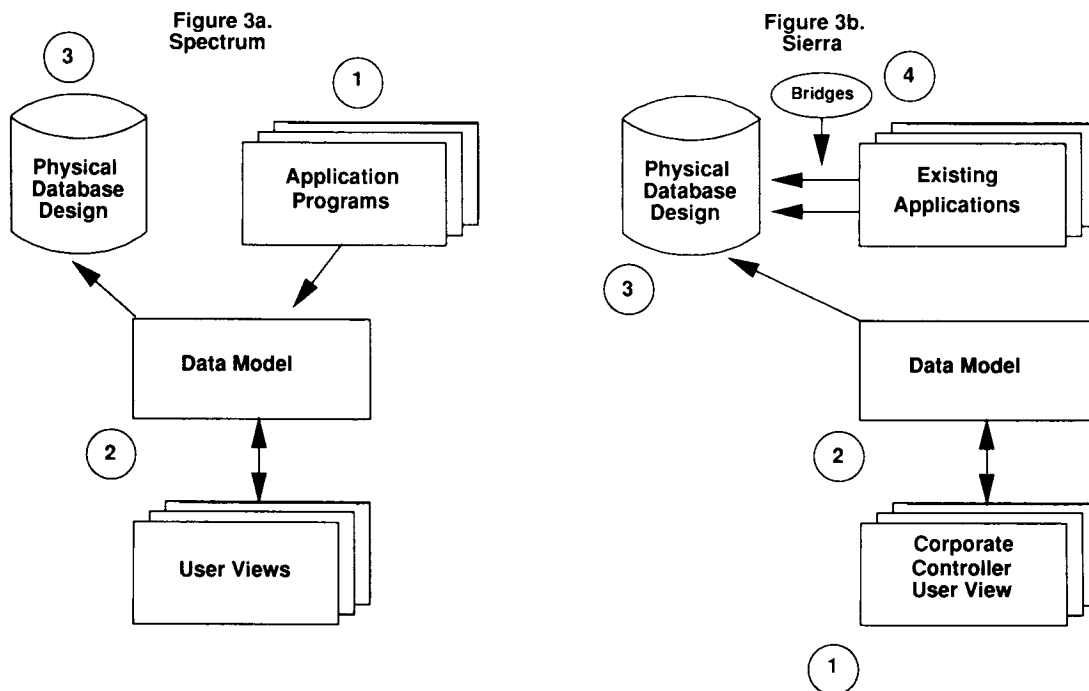 Figure 3a.
Spectrum
3
1
Physical
Database
Design
Application
Programs
Data Model
2
User Views
Figure 3b.
Sierra
4
Bridges
Physical
Database
Design
Existing
Applications
3
Data Model
2
Corporate
Controller
User View
1